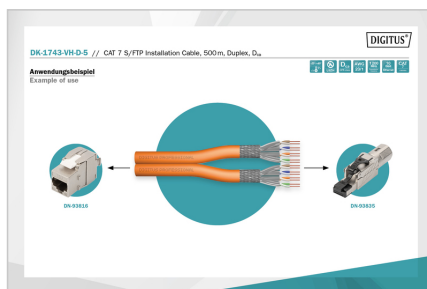 DIGITUS®
DK-1743-VH-D-5 // CAT 7 S/FTP Installation Cable, 500m, Duplex, Dca
Anwendungsbeispiel
Example of use
DN-93616
DN-93635